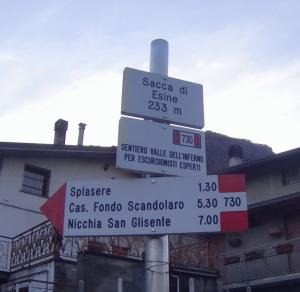 Sacca di
Esine
233 m
730
SENTIERO VALLE DELL'INFERNO
PER ESCURSIONISTI ESPERTI
Splasere 1.30
Cas. Fondo Scandolaro 5.30 730
Nicchia San Glisente 7.00